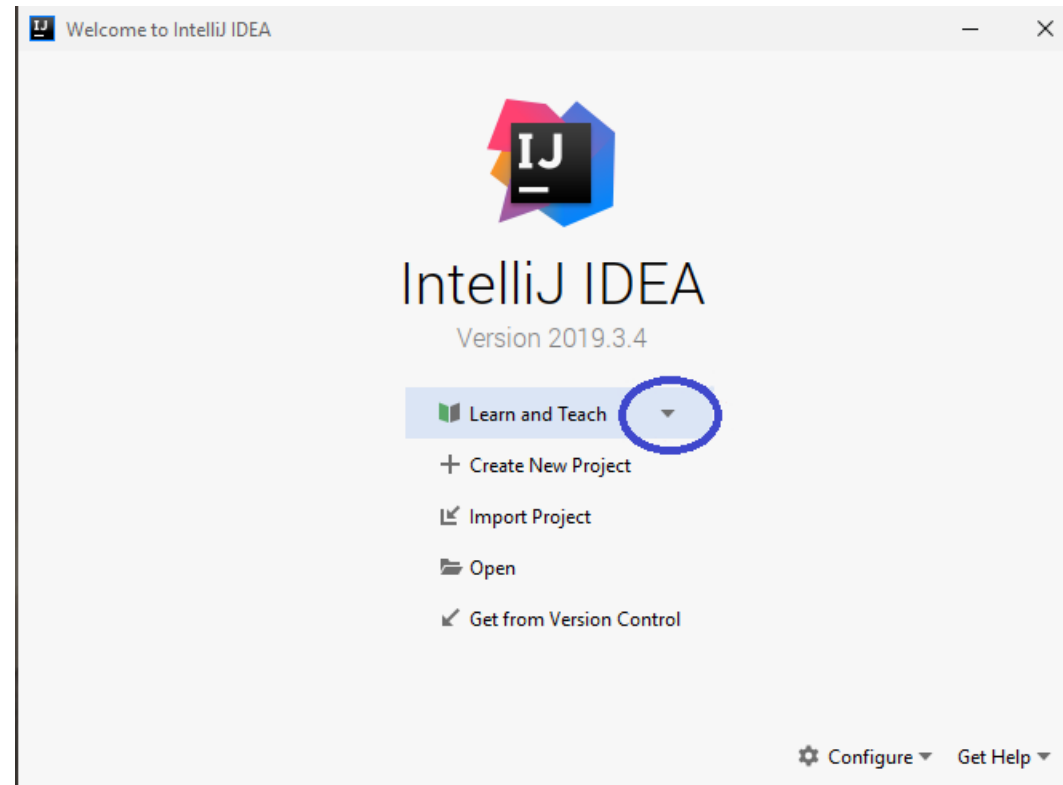 Welcome to IntelliJ IDEA
IJ
IntelliJ IDEA
Version 2019.3.4
Learn and Teach
Create New Project
Import Project
Open
Get from Version Control
Configure Get Help